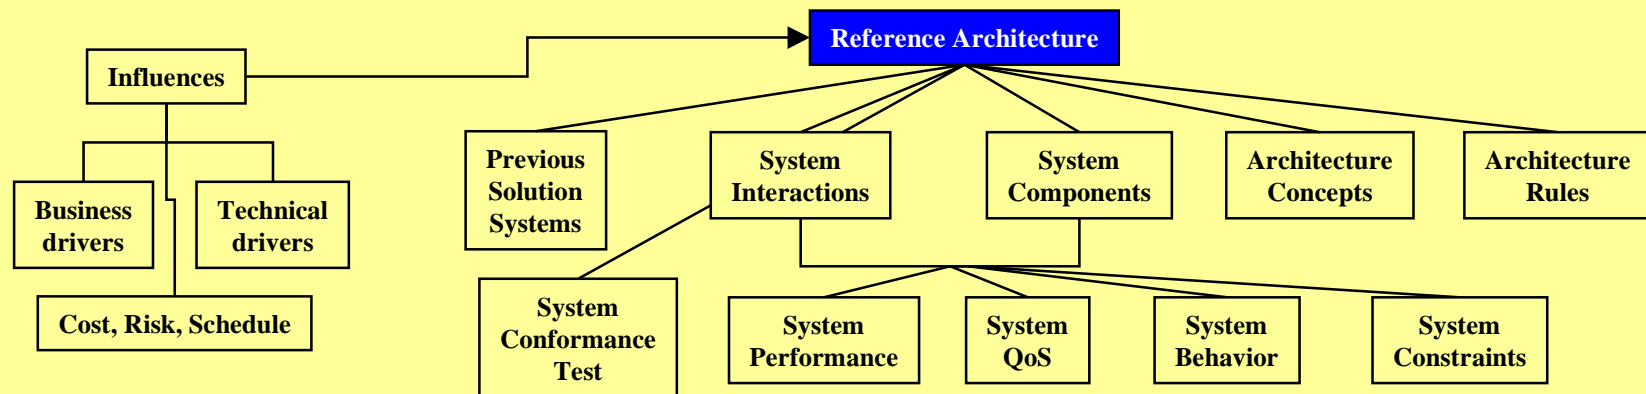 Reference Architecture
Influences
Previous
Solution
Systems
System
Interactions
System
Components
Architecture
Concepts
Architecture
Rules
Business
drivers
Technical
drivers
Cost, Risk, Schedule
System
Conformance
Test
System
Performance
System
QoS
System
Behavior
System
Constraints